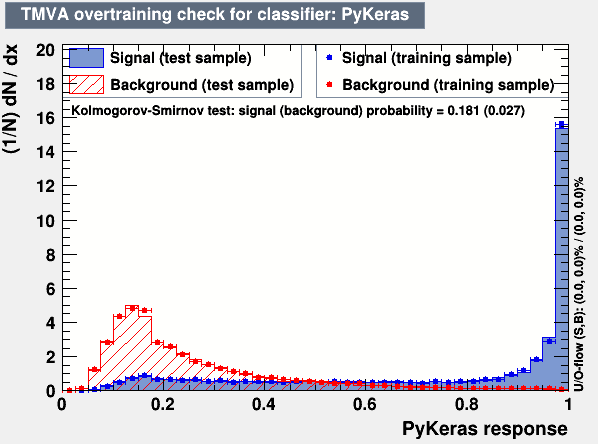 TMVA overtraining check for classifier: PyKeras
Signal (test sample)
Background (test sample)
Signal (training sample)
Background (training sample)
Kolmogorov-Smirnov test: signal (background) probability = 0.181 (0.027)
(1/N) dN / dx
20
18
16
14
12
10
8
6
4
2
0
0
0.2
0.4
0.6
0.8
1
PyKeras response
U/O-flow (S,B): (0.0, 0.0)% / (0.0, 0.0)%